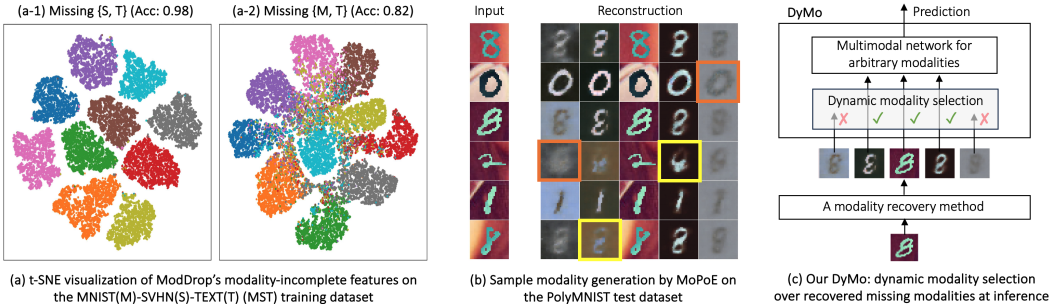 (a-1) Missing {S, T} (Acc: 0.98)
(a-2) Missing {M, T} (Acc: 0.82)
(a) t-SNE visualization of ModDrop's modality-incomplete features on
the MNIST(M)-SVHN(S)-TEXT(T) (MST) training dataset
Input
Reconstruction
(b) Sample modality generation by MoPoE on
the PolyMNIST test dataset
DyMo
Prediction
Multimodal network for
arbitrary modalities
Dynamic modality selection
✗ ✓ ✓ ✓ ✗
A modality recovery method
(c) Our DyMo: dynamic modality selection
over recovered missing modalities at inference